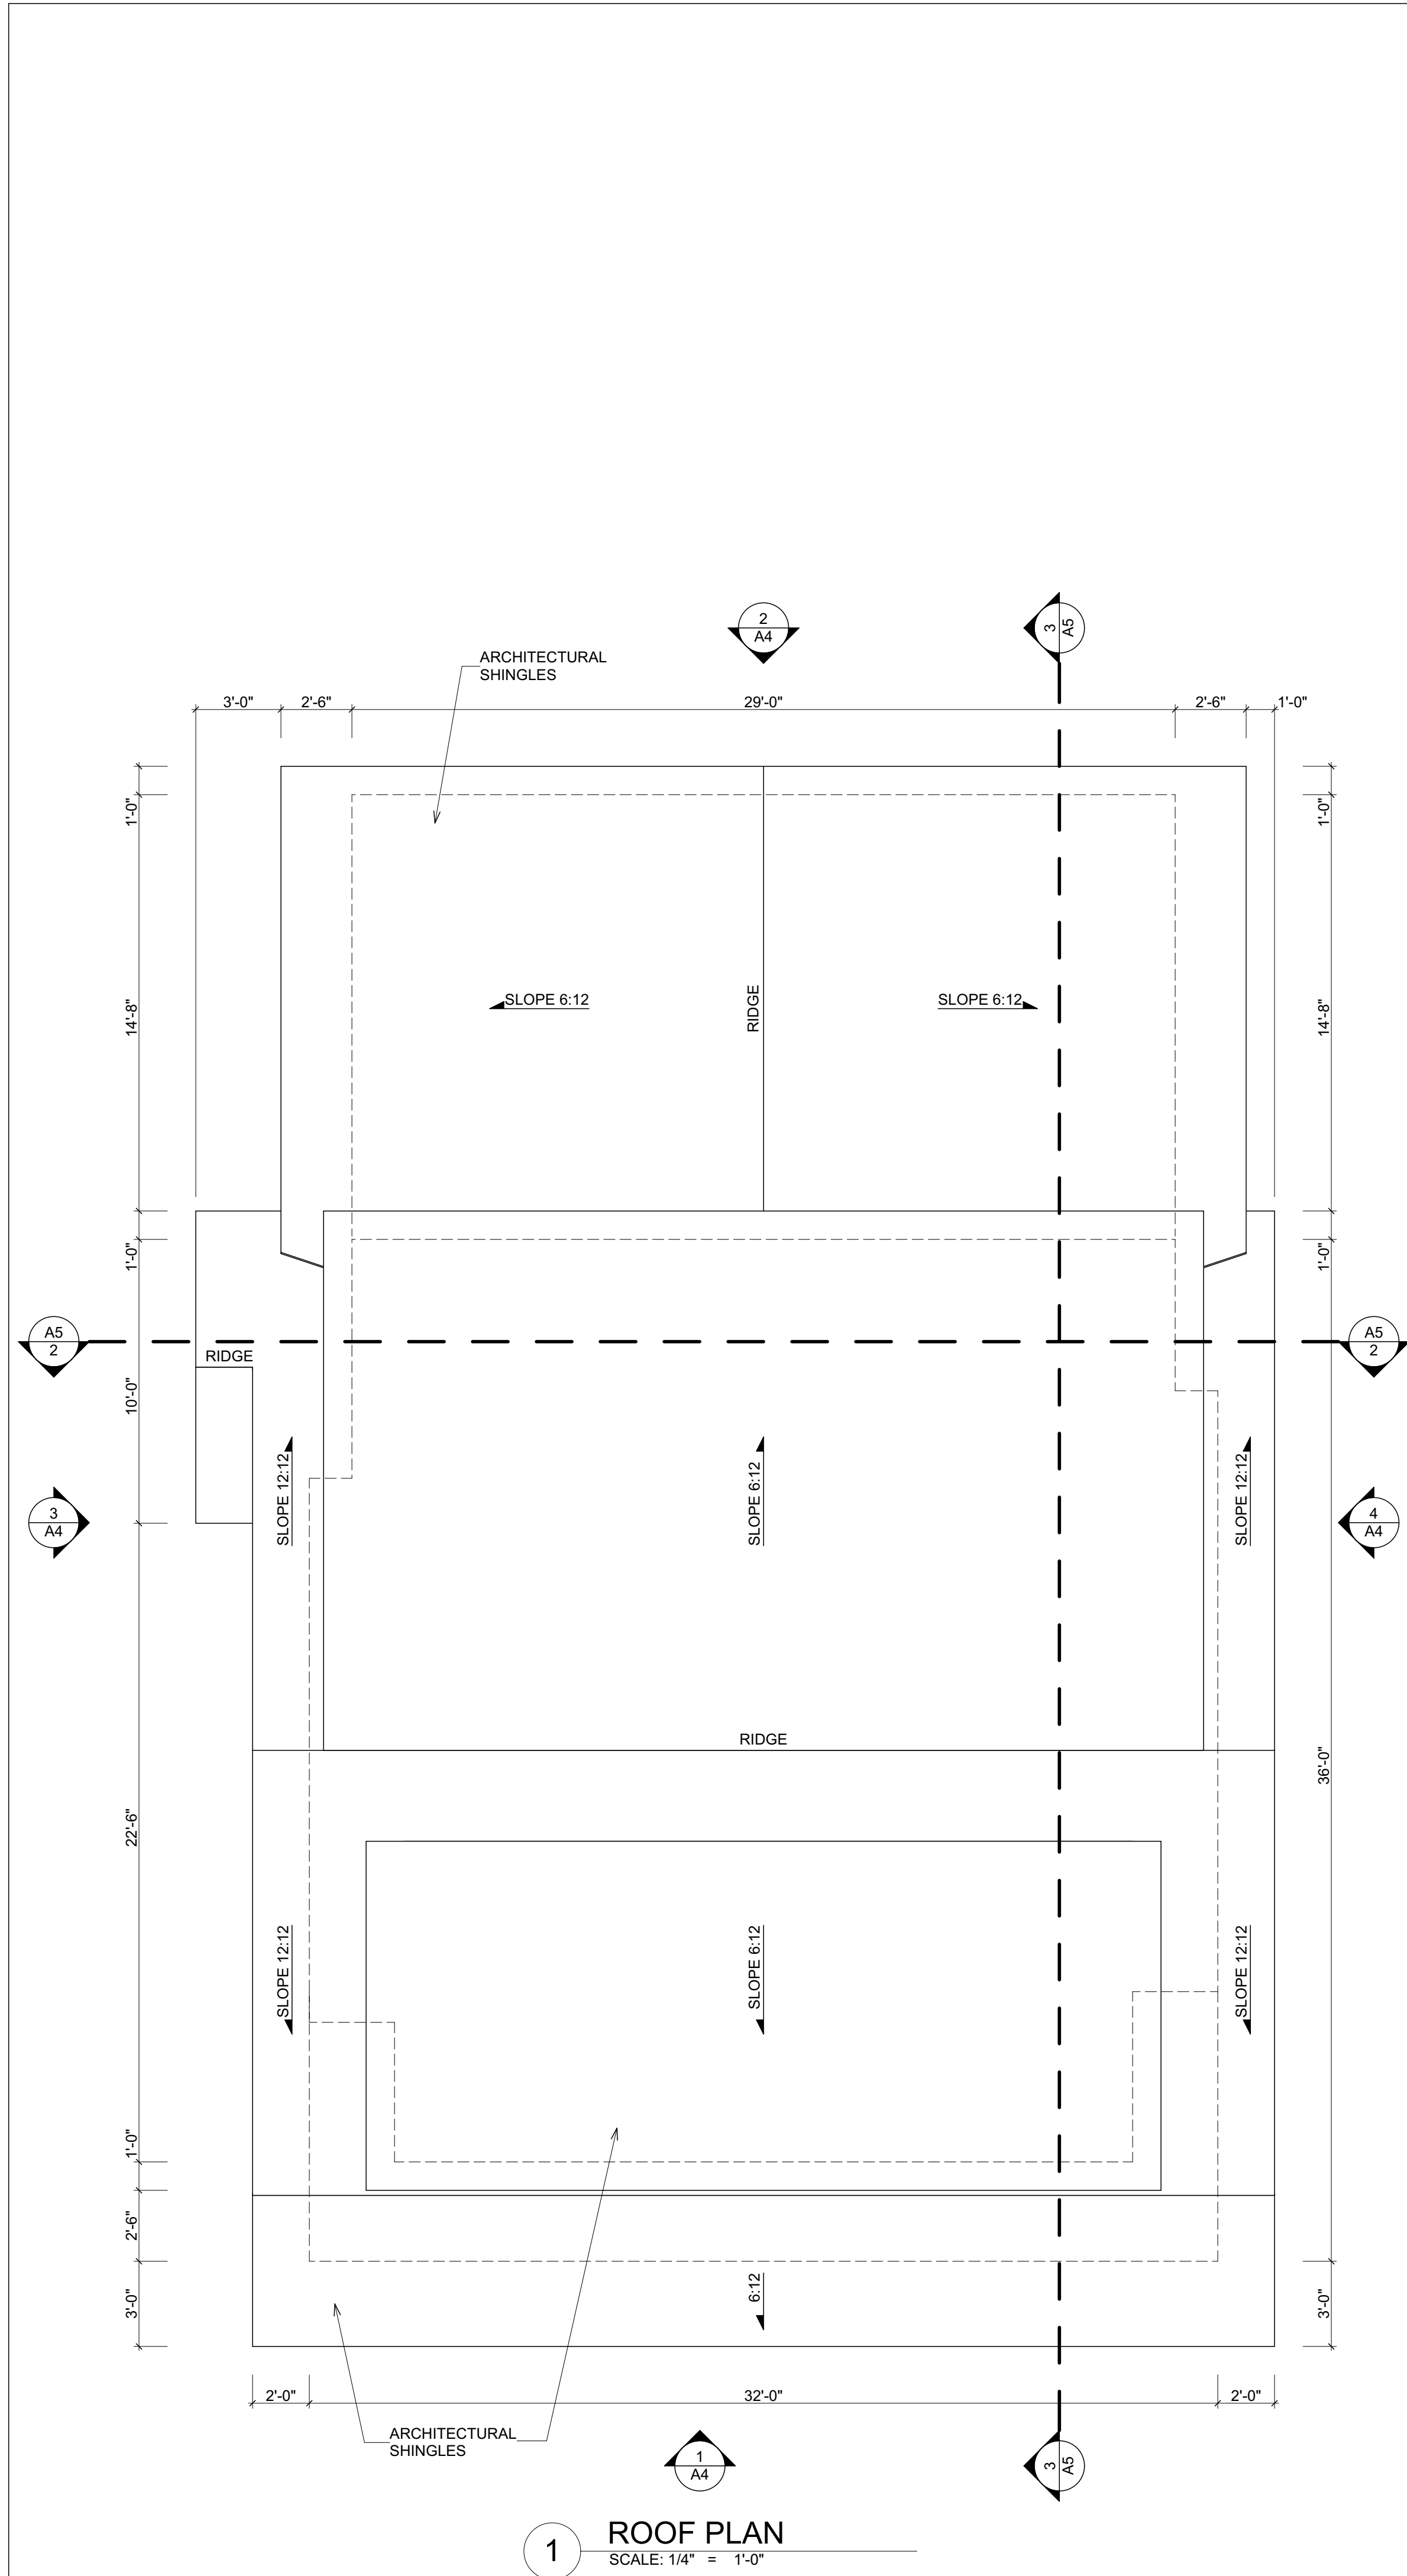 2
A4
3
A5
ARCHITECTURAL
SHINGLES
3'-0"
2'-6"
29'-0"
2'-6"
1'-0"
1'-0"
1'-0"
14'-8"
SLOPE 6:12
RIDGE
SLOPE 6:12
14'-8"
1'-0"
1'-0"
A5
2
RIDGE
A5
2
10'-0"
SLOPE 12:12
SLOPE 6:12
SLOPE 12:12
3
A4
4
A4
RIDGE
36'-0"
22'-6"
SLOPE 12:12
SLOPE 6:12
SLOPE 12:12
1'-0"
2'-6"
3'-0"
6:12
3'-0"
2'-0"
32'-0"
2'-0"
ARCHITECTURAL
SHINGLES
1
A4
3
A5
1
ROOF PLAN
SCALE: 1/4" = 1'-0"